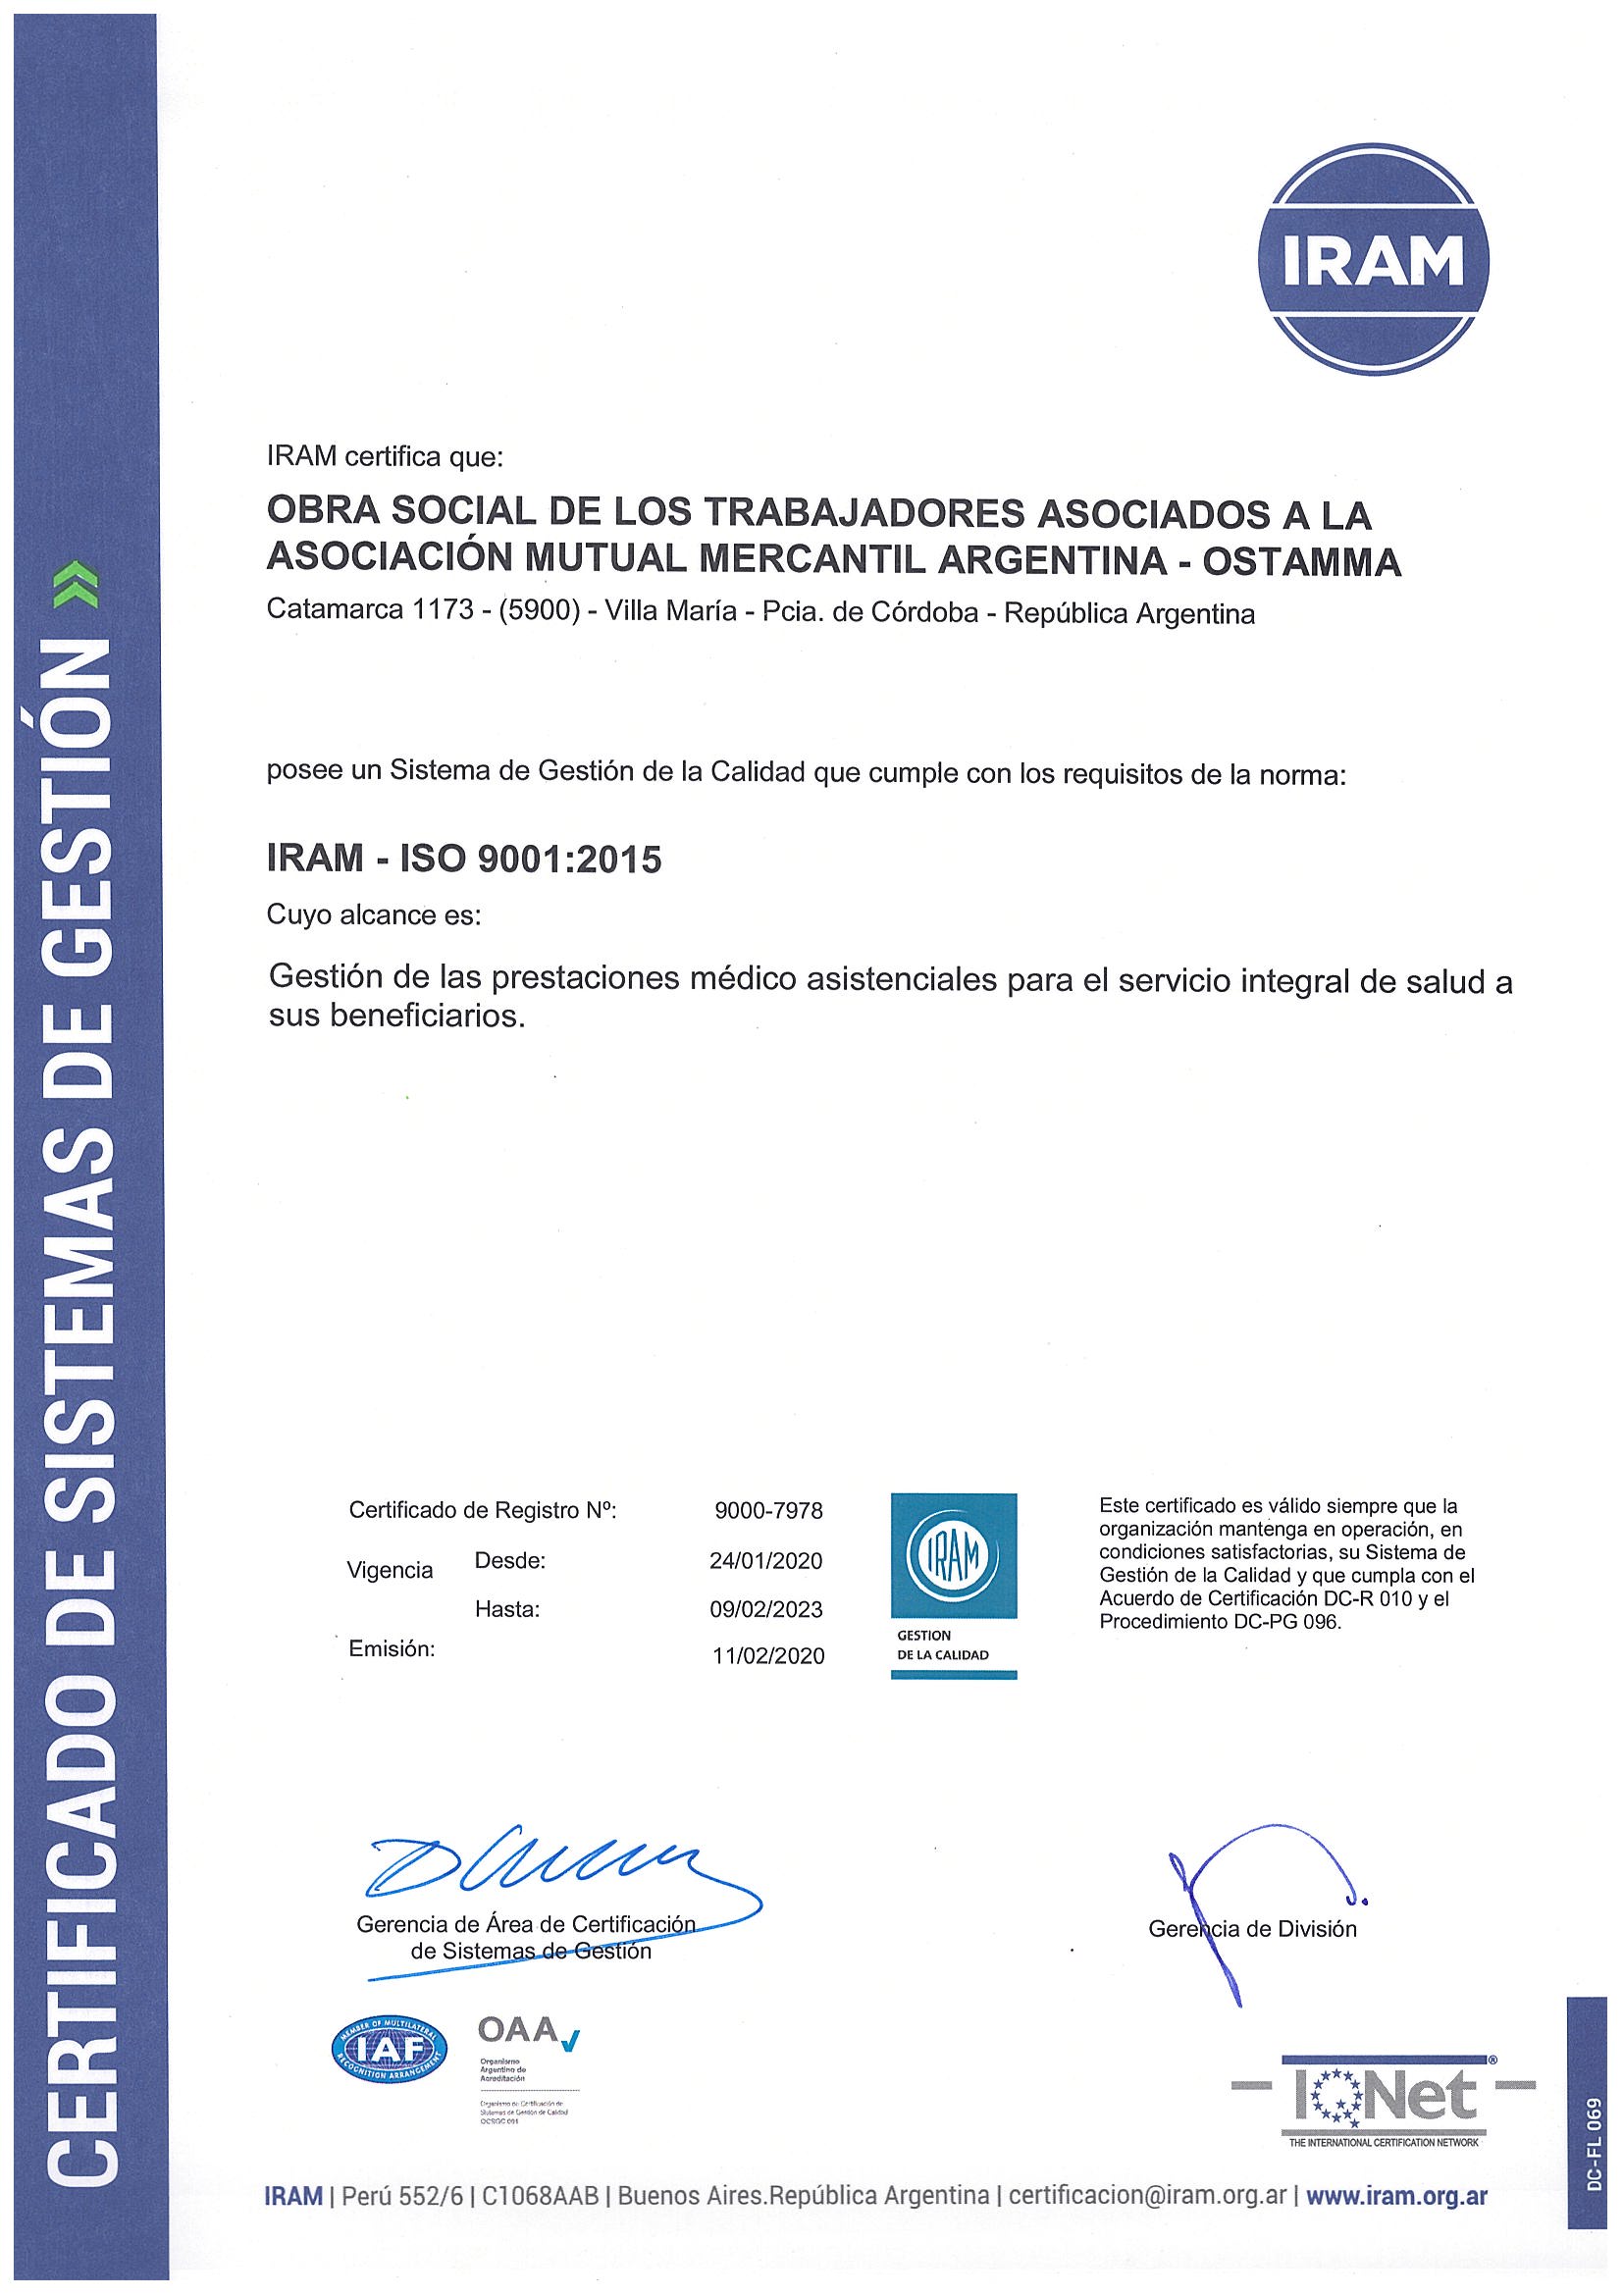 CERTIFICADO DE SISTEMAS DE GESTIÓN
IRAM
IRAM certifica que:
OBRA SOCIAL DE LOS TRABAJADORES ASOCIADOS A LA
ASOCIACIÓN MUTUAL MERCANTIL ARGENTINA - OSTAMMA
Catamarca 1173 - (5900) - Villa María - Pcia. de Córdoba - República Argentina
posee un Sistema de Gestión de la Calidad que cumple con los requisitos de la norma:
IRAM - ISO 9001:2015
Cuyo alcance es:
Gestión de las prestaciones médico asistenciales para el servicio integral de salud a
sus beneficiarios.
Certificado de Registro Nº: 9000-7978
Vigencia Desde: 24/01/2020
Hasta: 09/02/2023
Emisión: 11/02/2020
IRAM
GESTION
DE LA CALIDAD
Este certificado es válido siempre que la
organización mantenga en operación, en
condiciones satisfactorias, su Sistema de
Gestión de la Calidad y que cumpla con el
Acuerdo de Certificación DC-R 010 y el
Procedimiento DC-PG 096.
Gerencia de Área de Certificación
de Sistemas de Gestión
Gerencia de División
MEMBER OF MULTILATERAL
IAF
RECOGNITION ARRANGEMENT
OAA
Organismo
Argentino de
Acreditación
Organismo de Certificación de
Sistemas de Gestión de Calidad
OCSGC 001
IQNet®
THE INTERNATIONAL CERTIFICATION NETWORK
DC-FL 069
IRAM | Perú 552/6 | C1068AAB | Buenos Aires.República Argentina | certificacion@iram.org.ar | www.iram.org.ar